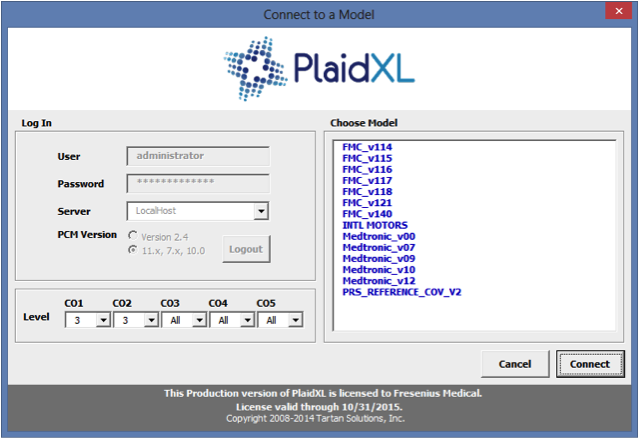 Connect to a Model
PlaidXL
Log In
User administrator
Password *************
Server LocalHost
PCM Version Version 2.4
11.x, 7.x, 10.0
Logout
CO1 CO2 CO3 CO4 CO5
Level 3 3 All All All
Choose Model
FMC_v114
FMC_v115
FMC_v116
FMC_v117
FMC_v118
FMC_v121
FMC_v140
INTL MOTORS
Medtronic_v00
Medtronic_v07
Medtronic_v09
Medtronic_v10
Medtronic_v12
PRS_REFERENCE_COV_V2
Cancel Connect
This Production version of PlaidXL is licensed to Fresenius Medical.
License valid through 10/31/2015.
Copyright 2008-2014 Tartan Solutions, Inc.